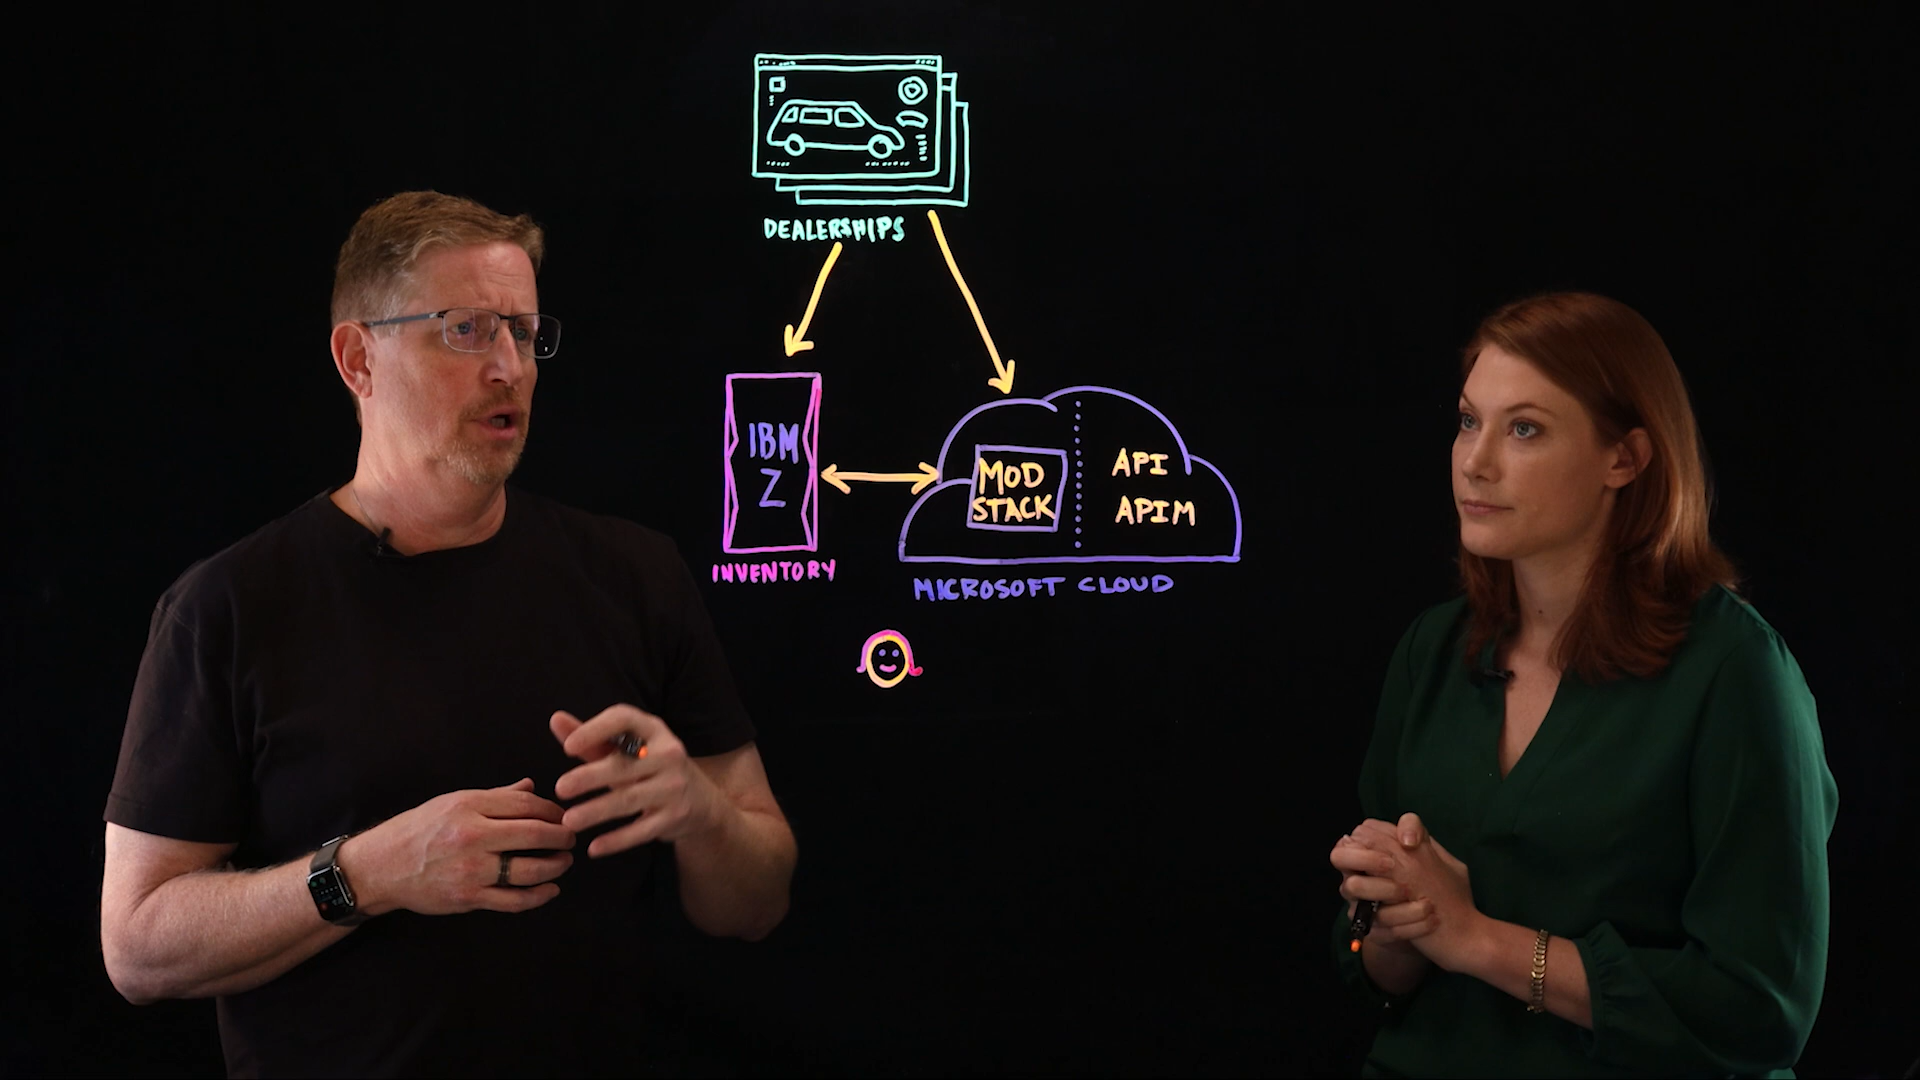 DEALERSHIPS
IBM
Z
INVENTORY
MOD
STACK
API
APIM
MICROSOFT CLOUD